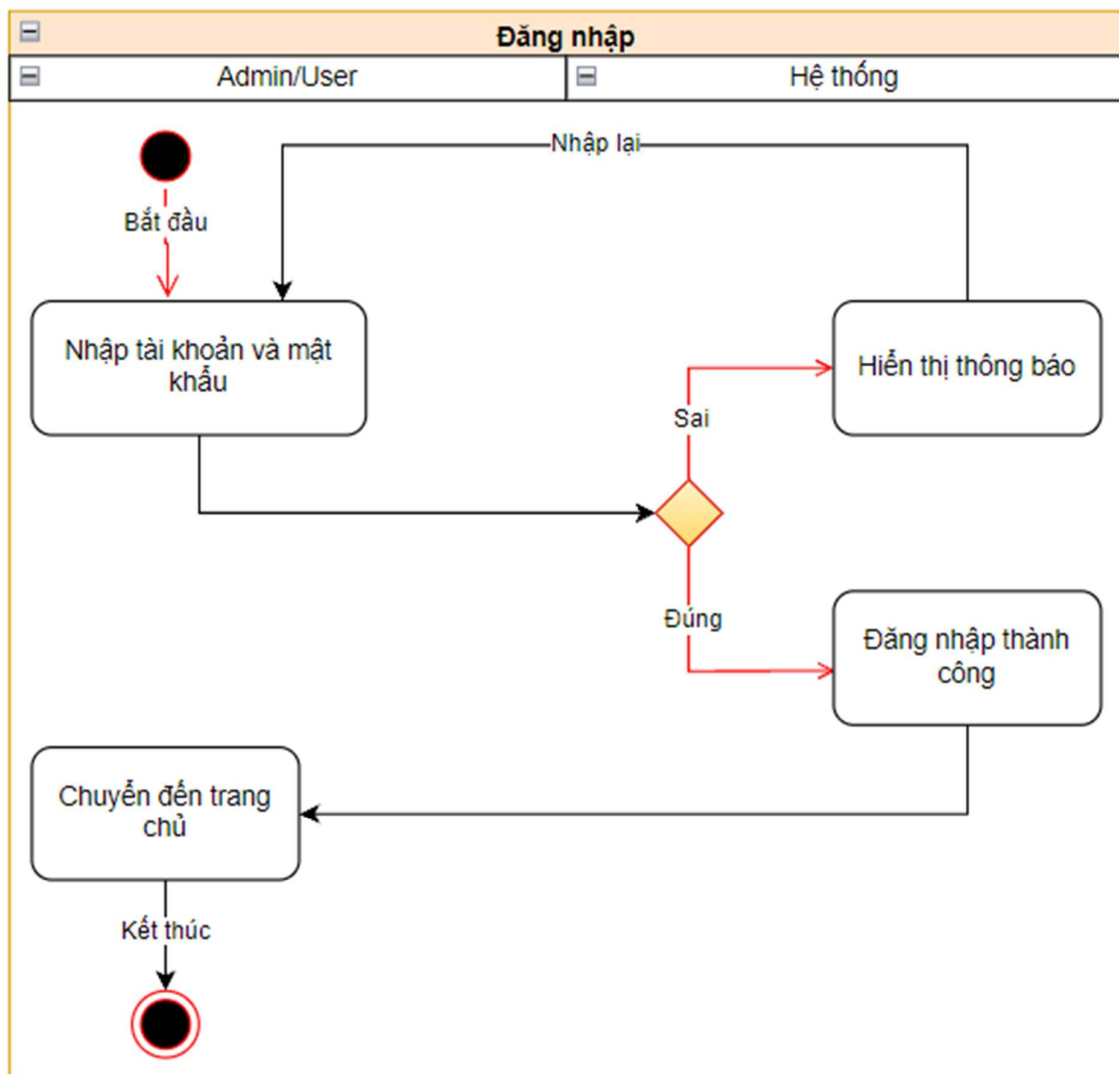 Đăng nhập
Admin/User
Hệ thống
Nhập lại
Bắt đầu
Nhập tài khoản và mật
khẩu
Hiển thị thông báo
Sai
Đúng
Đăng nhập thành
công
Chuyển đến trang
chủ
Kết thúc